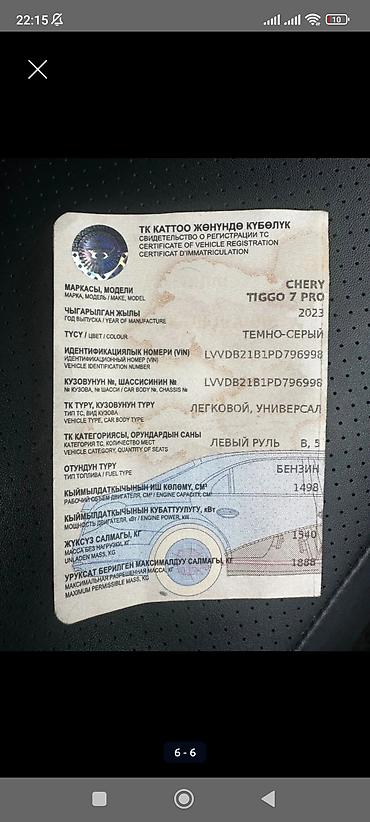 22:15
10
ТК КАТТОО ЖӨНҮНДӨ КҮБӨЛҮК
СВИДЕТЕЛЬСТВО О РЕГИСТРАЦИИ ТС
CERTIFICATE OF VEHICLE REGISTRATION
CERTIFICAT D'IMMATRICULATION
МАРКАСЫ, МОДЕЛИ
МАРКА, МОДЕЛЬ / MAKE, MODEL
CHERY
TIGGO 7 PRO
ЧЫГАРЫЛГАН ЖЫЛЫ
ГОД ВЫПУСКА / YEAR OF MANUFACTURE
2023
ТҮСҮ / ЦВЕТ / COLOUR
ТЕМНО-СЕРЫЙ
ИДЕНТИФИКАЦИЯЛЫК НОМЕРИ (VIN)
ИДЕНТИФИКАЦИОННЫЙ НОМЕР (VIN)
VEHICLE IDENTIFICATION NUMBER
LVVDB21B1PD796998
КУЗОВУНУН №, ШАССИСИНИН №
№ КУЗОВА, № ШАССИ / CAR BODY №, CHASSIS №
LVVDB21B1PD796998
ТК ТҮРҮ, КУЗОВУНУН ТҮРҮ
ТИП ТС, ВИД КУЗОВА
VEHICLE TYPE, CAR BODY TYPE
ЛЕГКОВОЙ, УНИВЕРСАЛ
ТК КАТЕГОРИЯСЫ, ОРУНДАРДЫН САНЫ
КАТЕГОРИЯ ТС, КОЛИЧЕСТВО МЕСТ
VEHICLE CATEGORY, QUANTITY OF SEATS
ЛЕВЫЙ РУЛЬ B, 5
ОТУНДУН ТҮРҮ
ТИП ТОПЛИВА / FUEL TYPE
БЕНЗИН
КЫЙМЫЛДАТКЫЧЫНЫН ИШ КӨЛӨМҮ, СМ³
РАБОЧИЙ ОБЪЕМ ДВИГАТЕЛЯ, СМ³ / ENGINE CAPACITY, CM³
1498
КЫЙМЫЛДАТКЫЧЫНЫН КУБАТТУУЛУГУ, кВт
МОЩНОСТЬ ДВИГАТЕЛЯ, кВт / ENGINE POWER, kW
ЖҮКСҮЗ САЛМАГЫ, КГ
МАССА БЕЗ НАГРУЗКИ, КГ
UNLADEN MASS, KG
1540
УРУКСАТ БЕРИЛГЕН МАКСИМАЛДУУ САЛМАГЫ, КГ
МАКСИМАЛЬНАЯ РАЗРЕШЕННАЯ МАССА, КГ
MAXIMUM PERMISSIBLE MASS, KG
1888
6 - 6